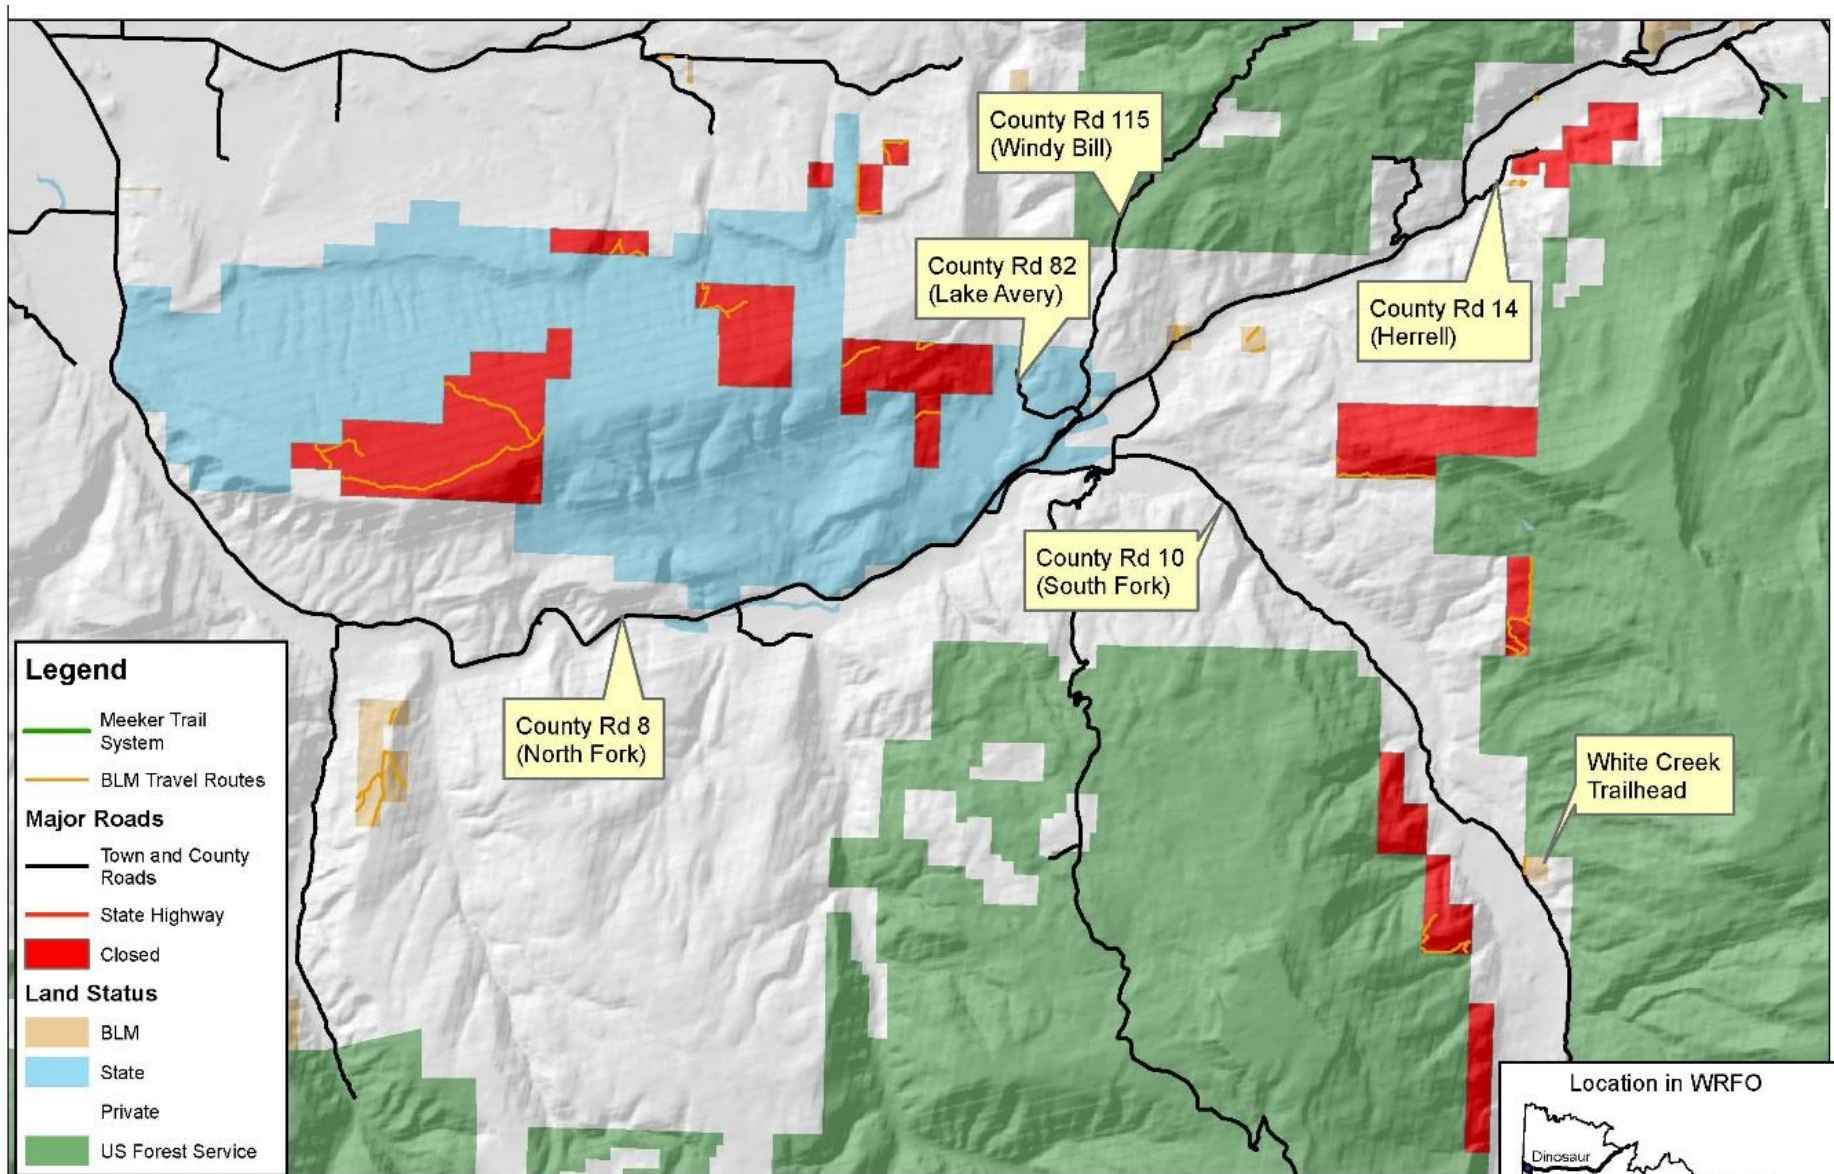 County Rd 115
(Windy Bill)
County Rd 82
(Lake Avery)
County Rd 14
(Herrell)
County Rd 10
(South Fork)
County Rd 8
(North Fork)
White Creek
Trailhead
Legend
Meeker Trail
System
BLM Travel Routes
Major Roads
Town and County
Roads
State Highway
Closed
Land Status
BLM
State
Private
US Forest Service
Location in WRFO
Dinosaur